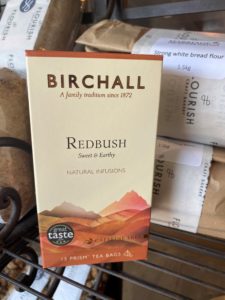 BIRCHALL
A family tradition since 1872
REDBUSH
Sweet & Earthy
NATURAL INFUSIONS
great
taste
15 PRISM TEA BAGS
Strong white bread flour
1.5kg
OURISH